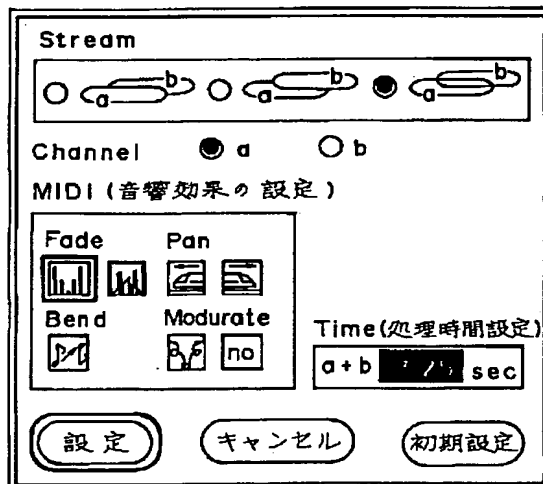 Stream
a b a b a b
Channel a b
MIDI (音響効果の設定)
Fade Pan
Bend Modurate
no
Time(処理時間設定)
a+b sec
設定 キャンセル 初期設定